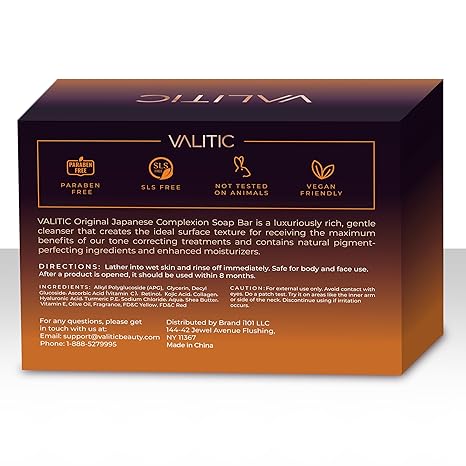 VALITIC
VALITIC
PARABEN
FREE
PARABEN
FREE
SLS
FREE
SLS FREE
NOT TESTED
ON ANIMALS
VEGAN
FRIENDLY
VALITIC Original Japanese Complexion Soap Bar is a luxuriously rich, gentle
cleanser that creates the ideal surface texture for receiving the maximum
benefits of our tone correcting treatments and contains natural pigment-
perfecting ingredients and enhanced moisturizers.
DIRECTIONS: Lather into wet skin and rinse off immediately. Safe for body and face use.
After a product is opened, it should be used within 8 months.
INGREDIENTS: Alkyl Polyglucoside (APG), Glycerin, Decyl
Glucoside. Ascorbic Acid (Vitamin C), Retinol, Kojic Acid, Collagen,
Hyaluronic Acid, Turmeric P.E. Sodium Chloride. Aqua. Shea Butter.
Vitamin E, Olive Oil, Fragrance, FD&C Yellow, FD&C Red
CAUTION: For external use only. Avoid contact with
eyes. Do a patch test. Try it on areas like the inner arm
or side of the neck. Discontinue using if irritation
occurs.
For any questions, please get
in touch with us at:
Email: support@valiticbeauty.com
Phone: 1-888-5279995
Distributed by Brand i101 LLC
144-42 Jewel Avenue Flushing,
NY 11367
Made in China